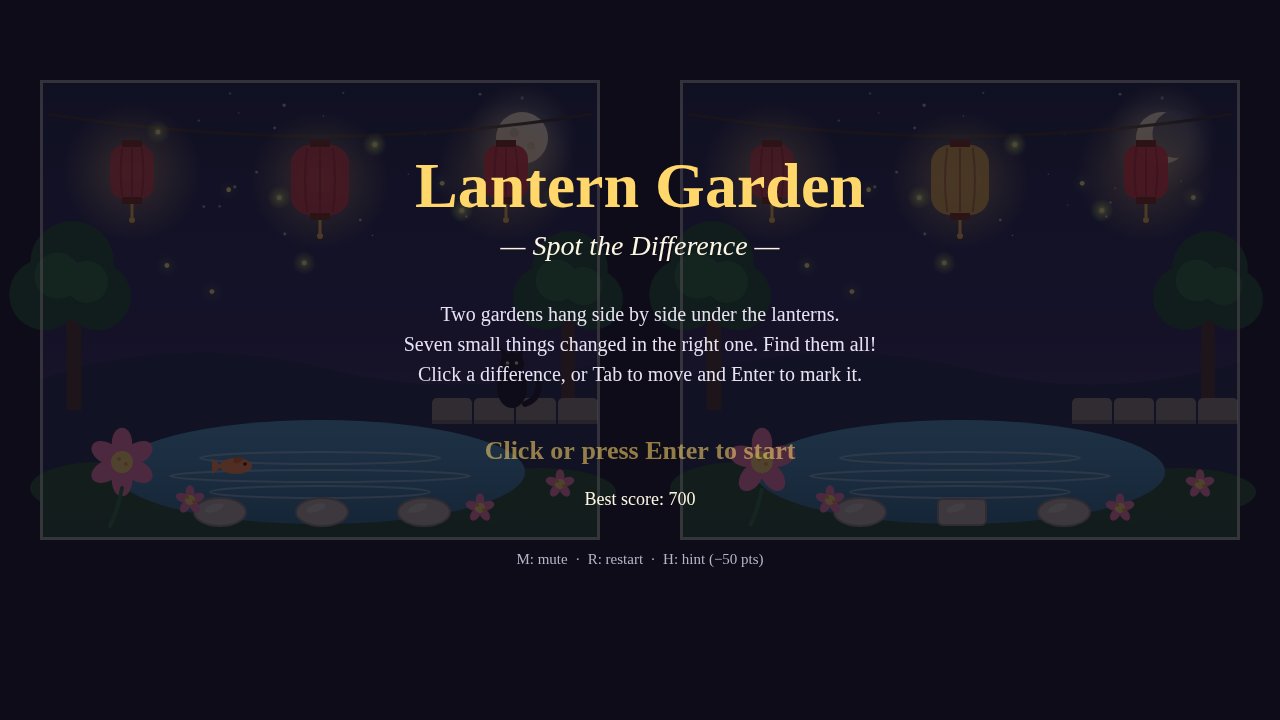 Lantern Garden
— Spot the Difference —
Two gardens hang side by side under the lanterns.
Seven small things changed in the right one. Find them all!
Click a difference, or Tab to move and Enter to mark it.
Click or press Enter to start
Best score: 700
M: mute · R: restart · H: hint (−50 pts)